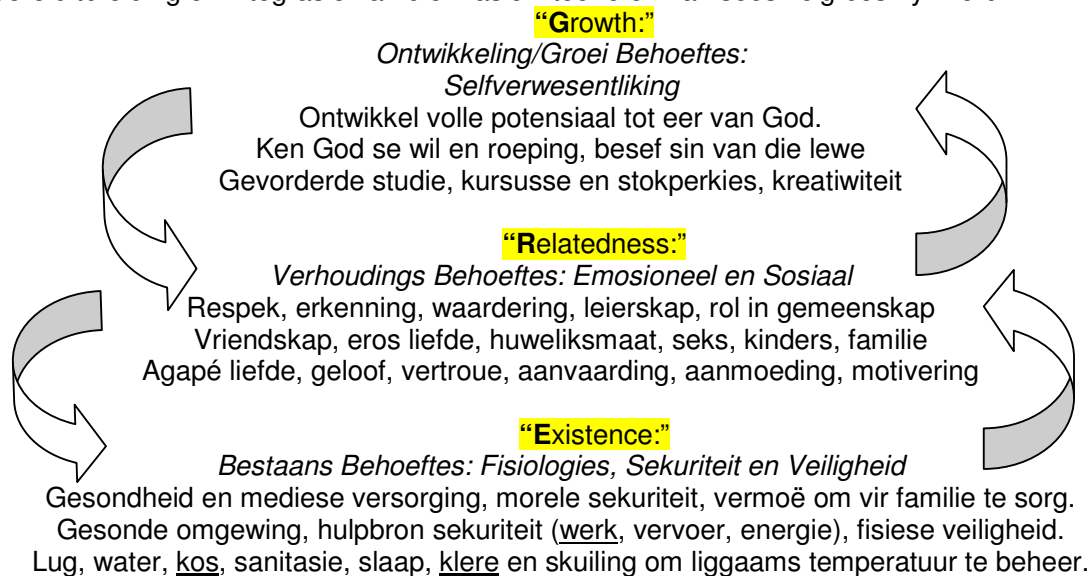 “Growth:”
Ontwikkeling/Groei Behoeftes:
Selfverwesentliking
Ontwikkel volle potensiaal tot eer van God.
Ken God se wil en roeping, besef sin van die lewe
Gevorderde studie, kursusse en stokperkies, kreatiwiteit
“Relatedness:”
Verhoudings Behoeftes: Emosioneel en Sosiaal
Respek, erkenning, waardering, leierskap, rol in gemeenskap
Vriendskap, eros liefde, huweliksmaat, seks, kinders, familie
Agapé liefde, geloof, vertroue, aanvaarding, aanmoeding, motivering
“Existence:”
Bestaans Behoeftes: Fisiologies, Sekuriteit en Veiligheid
Gesondheid en mediese versorging, morele sekuriteit, vermoë om vir familie te sorg.
Gesonde omgewing, hulpbron sekuriteit (werk, vervoer, energie), fisiese veiligheid.
Lug, water, kos, sanitasie, slaap, klere en skuiling om liggaams temperatuur te beheer.